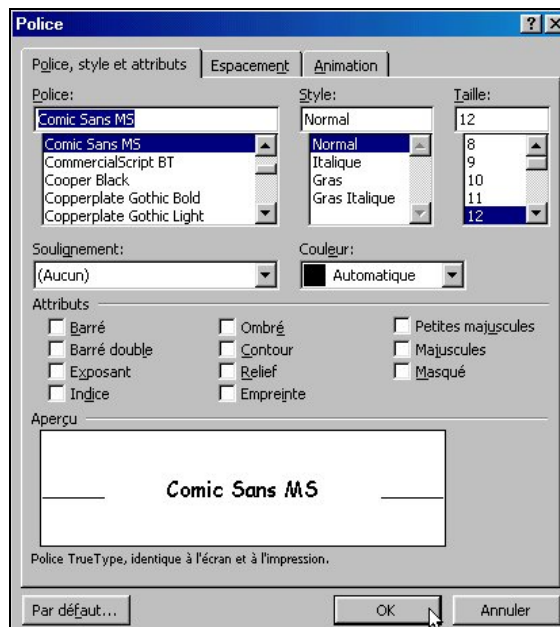 Police
Police, style et attributs Espacement Animation
Police: Style: Taille:
Comic Sans MS Normal 12
Comic Sans MS Normal 8
CommercialScript BT Italique 9
Cooper Black Gras 10
Copperplate Gothic Bold Gras Italique 11
Copperplate Gothic Light 12
Soulignement: Couleur:
(Aucun) Automatique
Attributs
Barré Ombré Petites majuscules
Barré double Contour Majuscules
Exposant Relief Masqué
Indice Empreinte
Aperçu
Comic Sans MS
Police TrueType, identique à l'écran et à l'impression.
Par défaut... OK Annuler